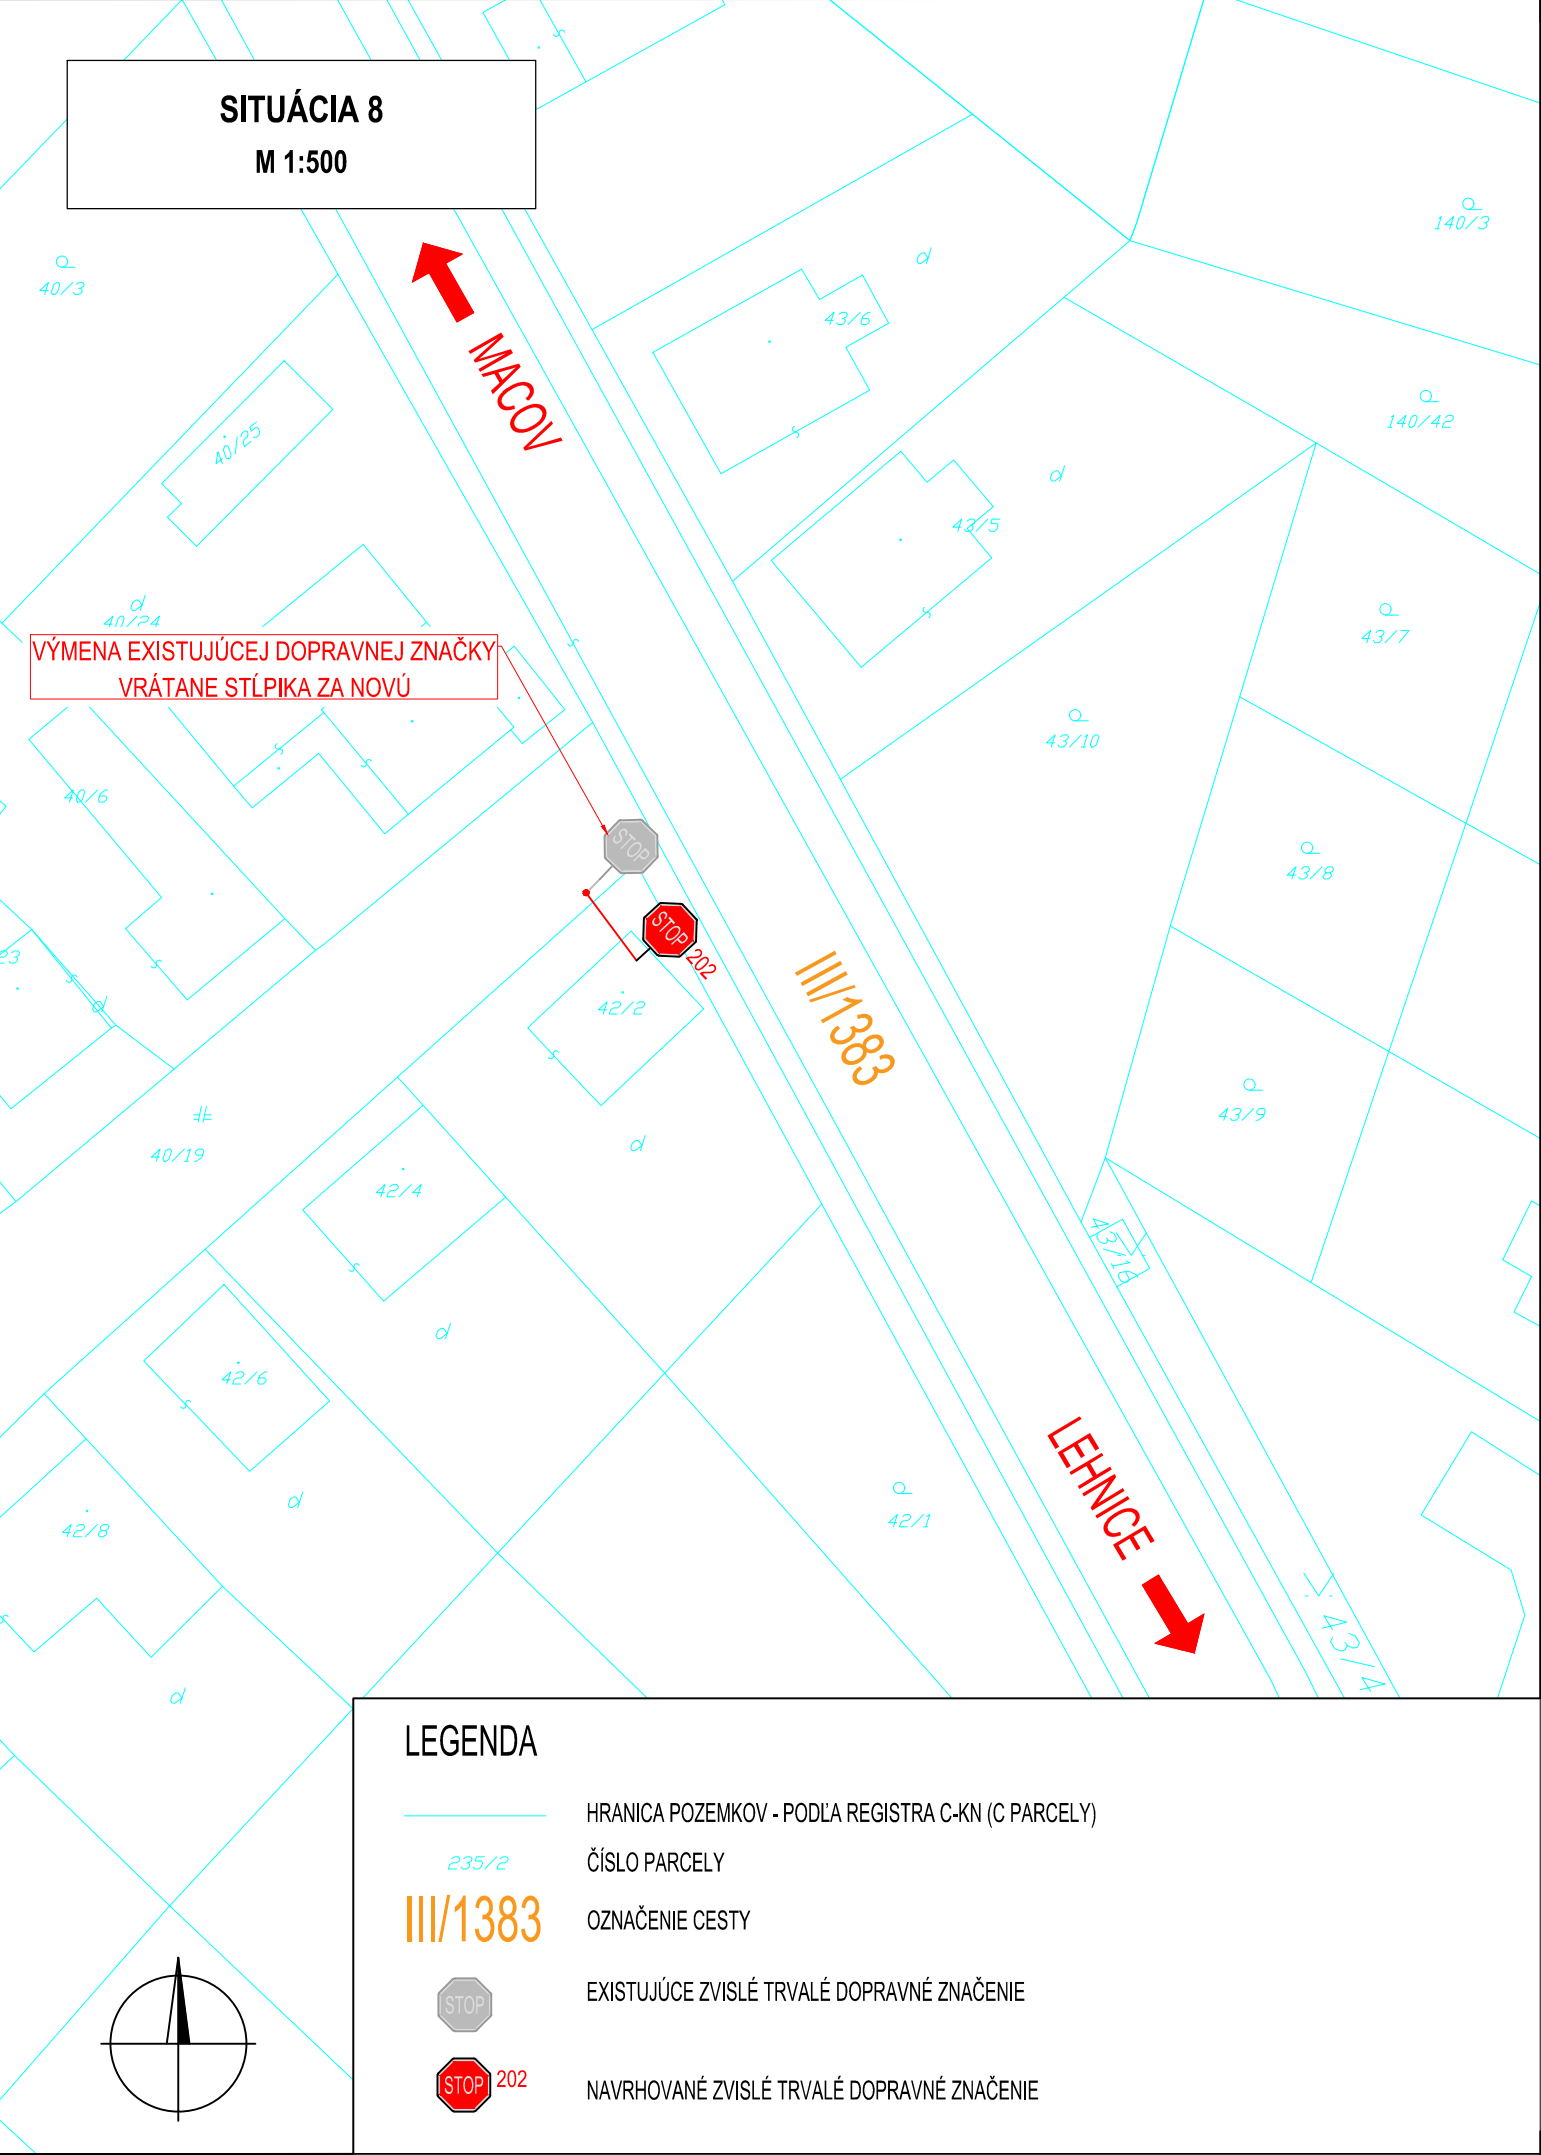 SITUÁCIA 8
M 1:500
140/3
40/3
43/6
MACOV
140/42
40/25
43/5
40/24
43/7
VÝMENA EXISTUJÚCEJ DOPRAVNEJ ZNAČKY
VRÁTANE STĹPIKA ZA NOVÚ
43/10
40/6
STOP
43/8
STOP
202
23
III/1383
42/2
43/9
40/19
42/4
43/16
42/6
LEHNICE
42/1
42/8
43/4
LEGENDA
HRANICA POZEMKOV - PODĽA REGISTRA C-KN (C PARCELY)
235/2
ČÍSLO PARCELY
III/1383
OZNAČENIE CESTY
STOP
EXISTUJÚCE ZVISLÉ TRVALÉ DOPRAVNÉ ZNAČENIE
STOP 202
NAVRHOVANÉ ZVISLÉ TRVALÉ DOPRAVNÉ ZNAČENIE